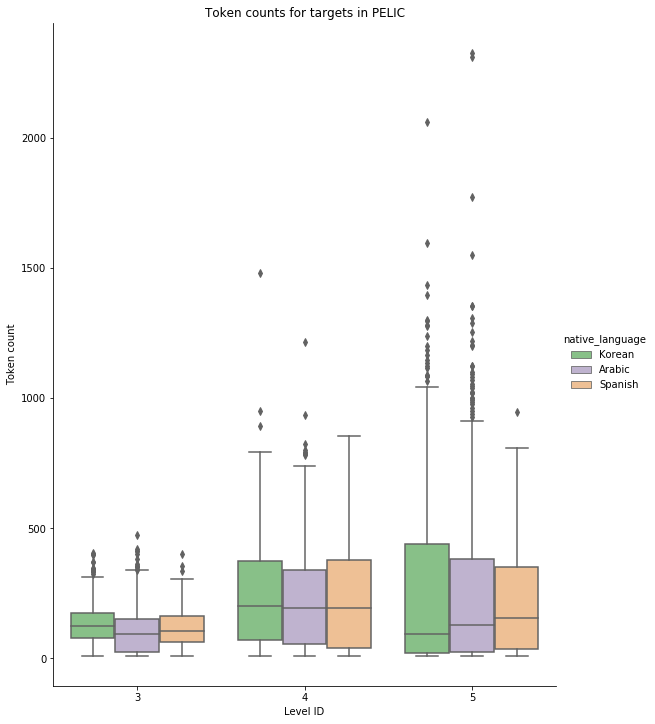 Token counts for targets in PELIC
Token count
2000
1500
1000
500
0
3
4
5
Level ID
native_language
Korean
Arabic
Spanish